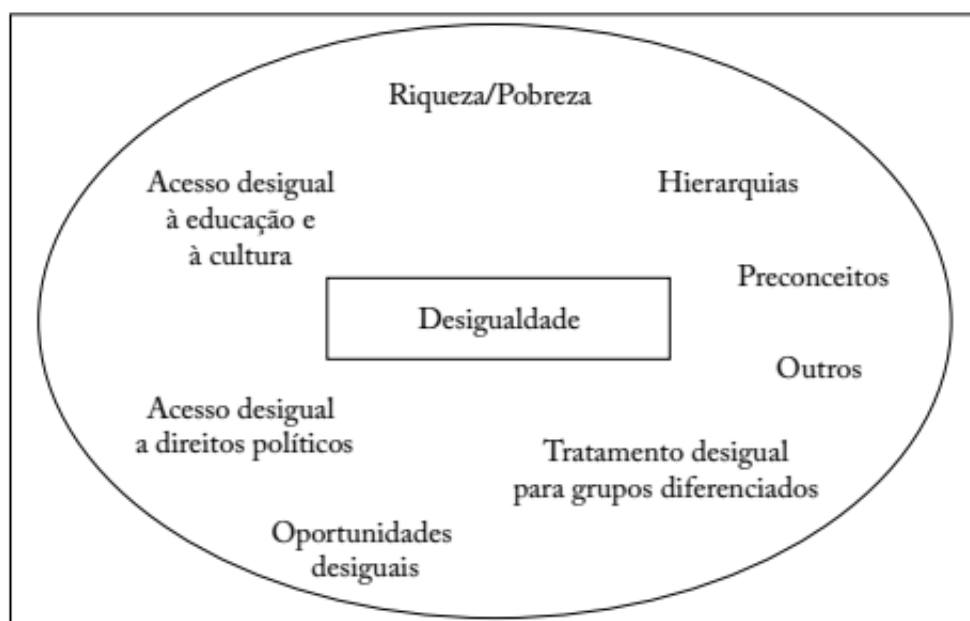 Riqueza/Pobreza
Acesso desigual
à educação e
à cultura
Hierarquias
Preconceitos
Desigualdade
Outros
Acesso desigual
a direitos políticos
Tratamento desigual
para grupos diferenciados
Oportunidades
desiguais